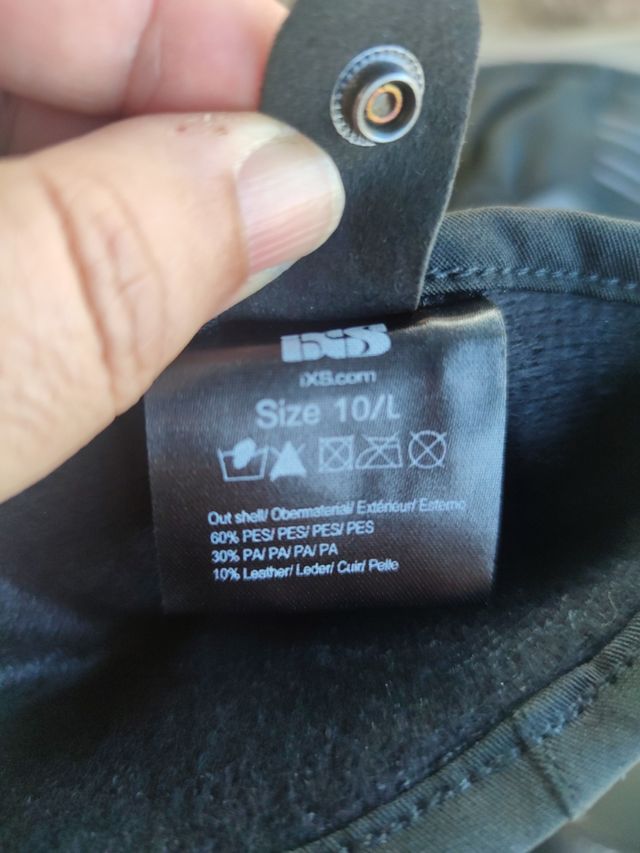 iXS
iXS.com
Size 10/L
Out shell/ Obermaterial/ Extérieur/ Esterno
60% PES/ PES/ PES/ PES
30% PA/ PA/ PA/ PA
10% Leather/ Leder/ Cuir/ Pelle